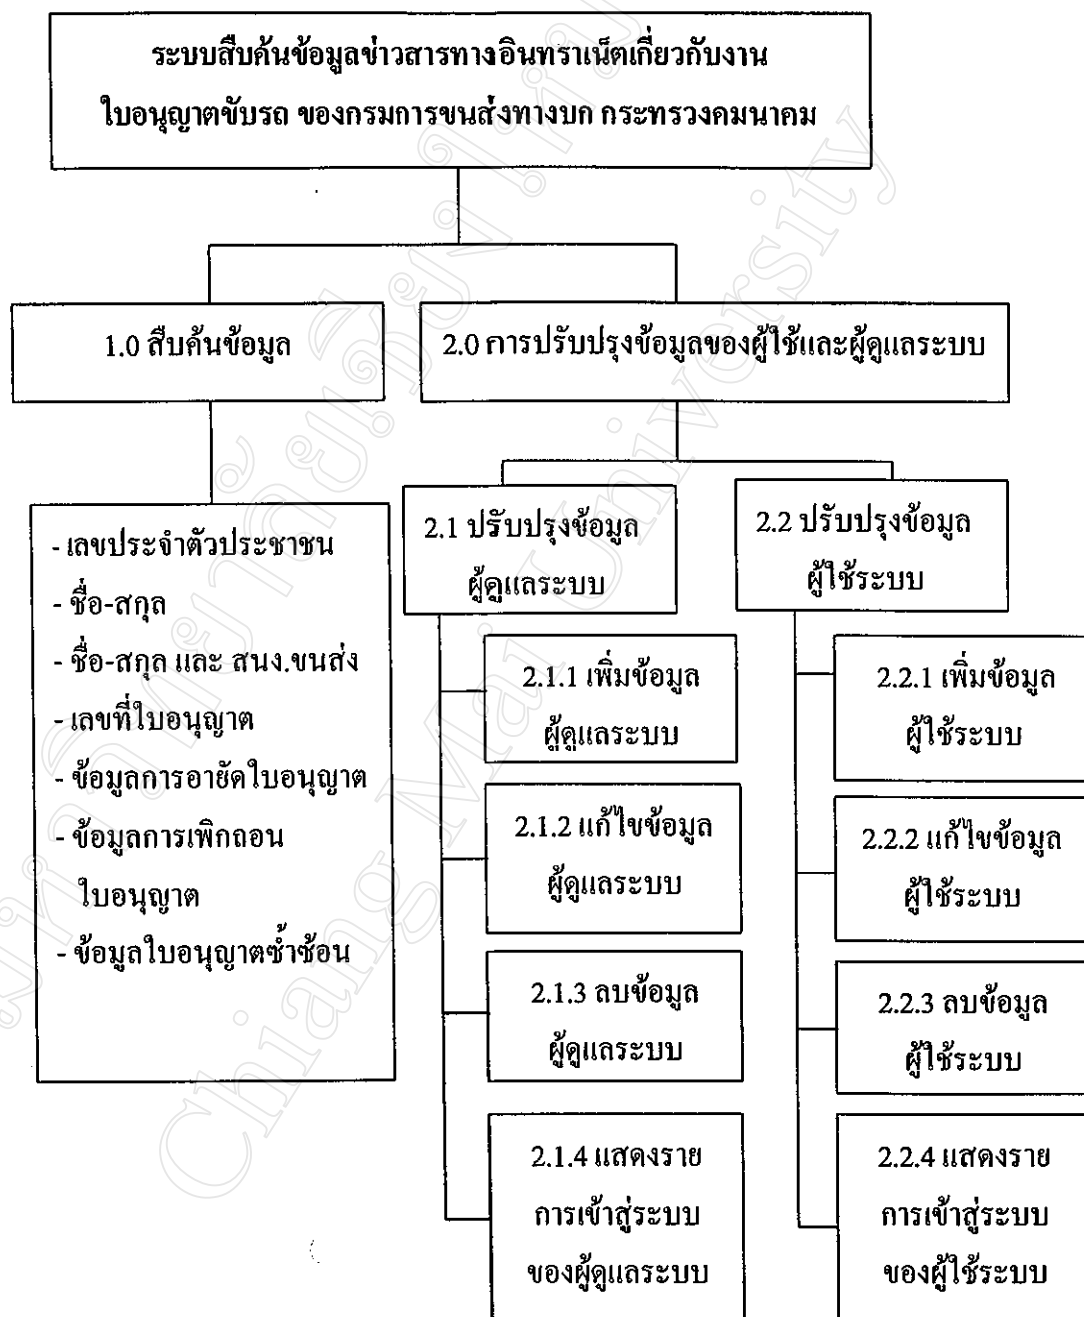 ระบบสืบค้นข้อมูลข่าวสารทางอินทราเน็ตเกี่ยวกับงาน
ใบอนุญาตขับรถ ของกรมการขนส่งทางบก กระทรวงคมนาคม
1.0 สืบค้นข้อมูล
2.0 การปรับปรุงข้อมูลของผู้ใช้และผู้ดูแลระบบ
- เลขประจำตัวประชาชน
- ชื่อ-สกุล
- ชื่อ-สกุล และ สนง.ขนส่ง
- เลขที่ใบอนุญาต
- ข้อมูลการอายัดใบอนุญาต
- ข้อมูลการเพิกถอน
ใบอนุญาต
- ข้อมูลใบอนุญาตซ้ำซ้อน
2.1 ปรับปรุงข้อมูล
ผู้ดูแลระบบ
2.1.1 เพิ่มข้อมูล
ผู้ดูแลระบบ
2.1.2 แก้ไขข้อมูล
ผู้ดูแลระบบ
2.1.3 ลบข้อมูล
ผู้ดูแลระบบ
2.1.4 แสดงราย
การเข้าสู่ระบบ
ของผู้ดูแลระบบ
2.2 ปรับปรุงข้อมูล
ผู้ใช้ระบบ
2.2.1 เพิ่มข้อมูล
ผู้ใช้ระบบ
2.2.2 แก้ไขข้อมูล
ผู้ใช้ระบบ
2.2.3 ลบข้อมูล
ผู้ใช้ระบบ
2.2.4 แสดงราย
การเข้าสู่ระบบ
ของผู้ใช้ระบบ
Chiang Mai University